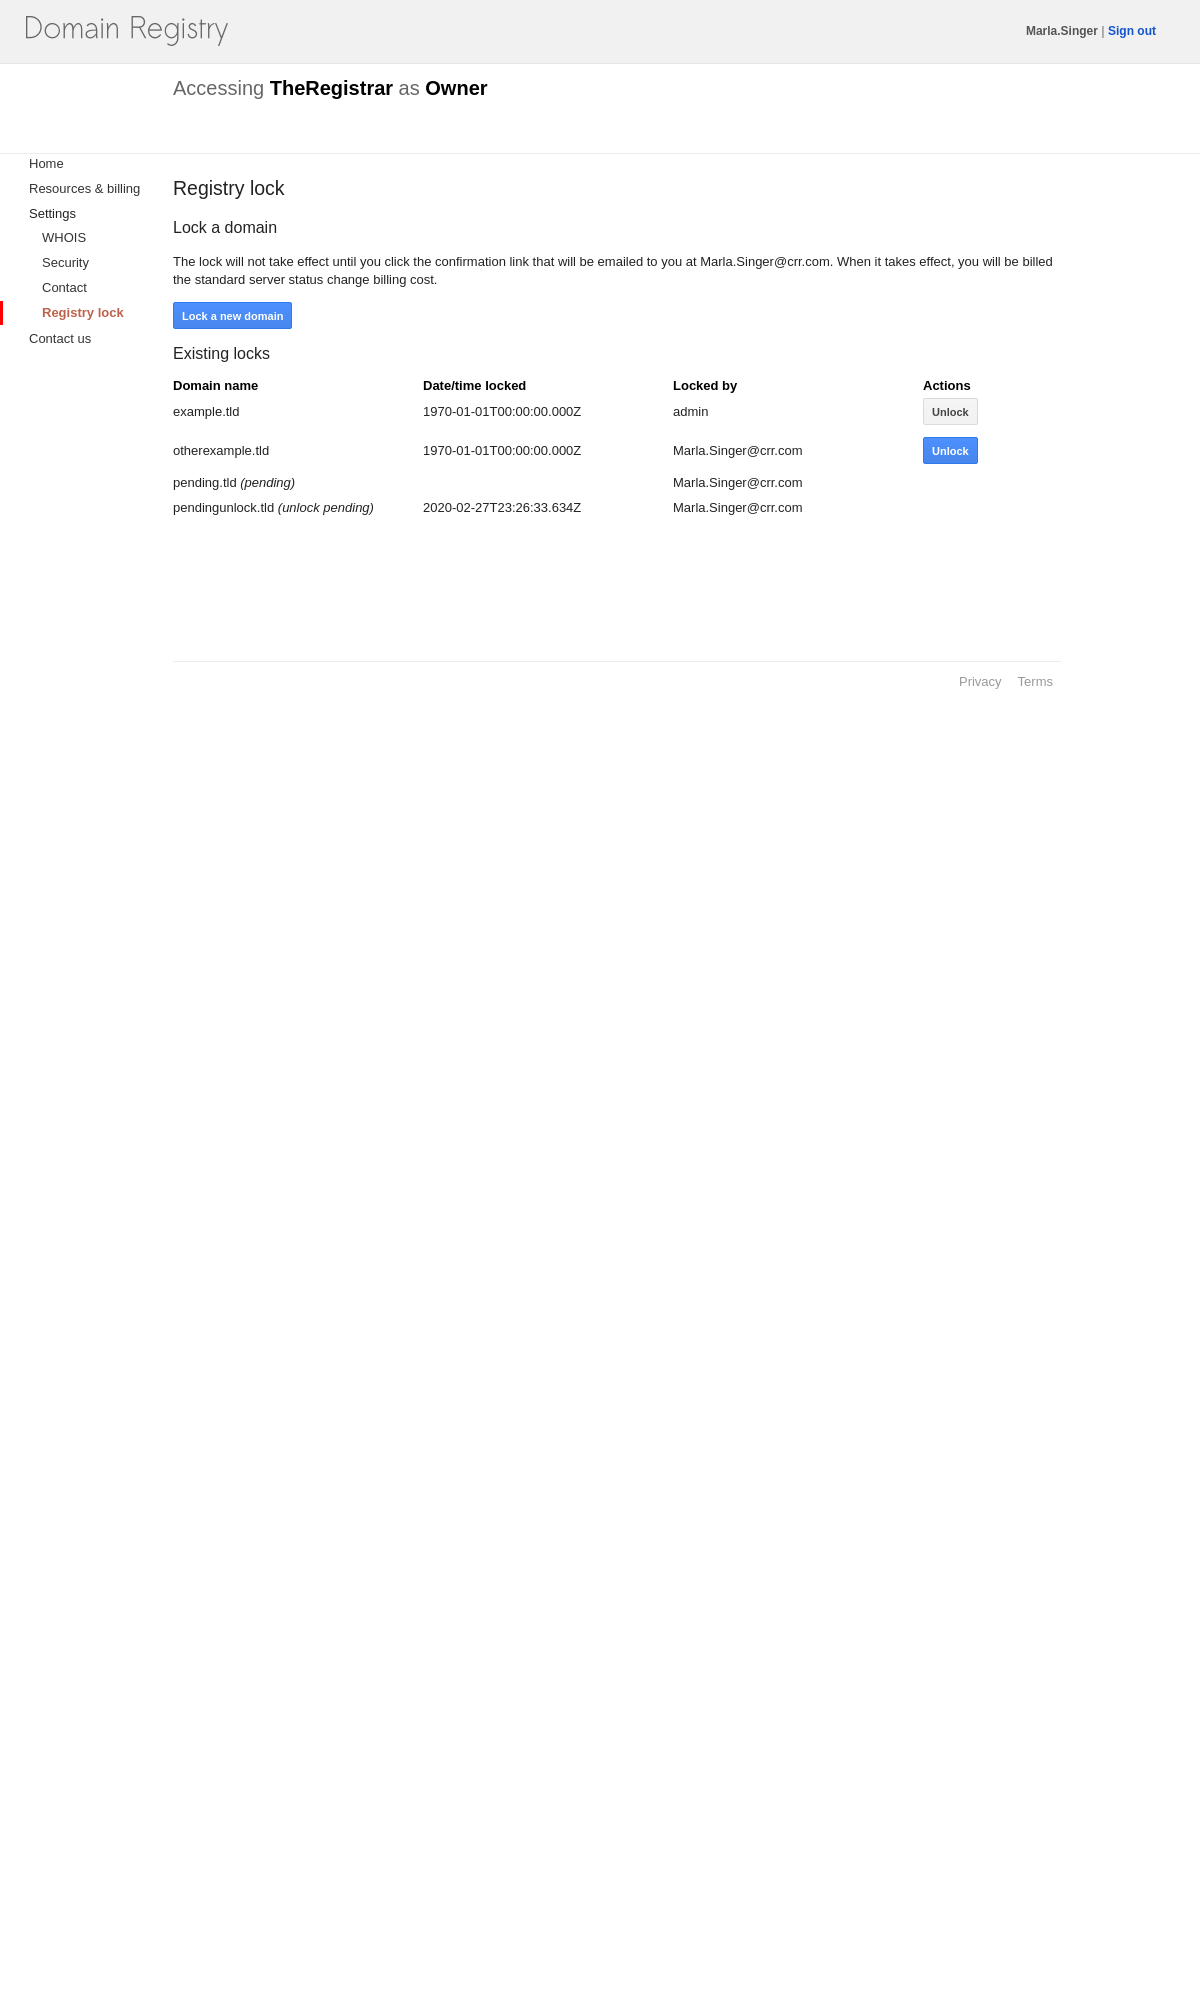 Domain Registry
Marla.Singer | Sign out
Accessing TheRegistrar as Owner
Home
Resources & billing
Settings
WHOIS
Security
Contact
Registry lock
Contact us
Registry lock
Lock a domain
The lock will not take effect until you click the confirmation link that will be emailed to you at Marla.Singer@crr.com. When it takes effect, you will be billed
the standard server status change billing cost.
Lock a new domain
Existing locks
Domain name Date/time locked Locked by Actions
example.tld 1970-01-01T00:00:00.000Z admin Unlock
otherexample.tld 1970-01-01T00:00:00.000Z Marla.Singer@crr.com Unlock
pending.tld (pending) Marla.Singer@crr.com
pendingunlock.tld (unlock pending) 2020-02-27T23:26:33.634Z Marla.Singer@crr.com
Privacy Terms